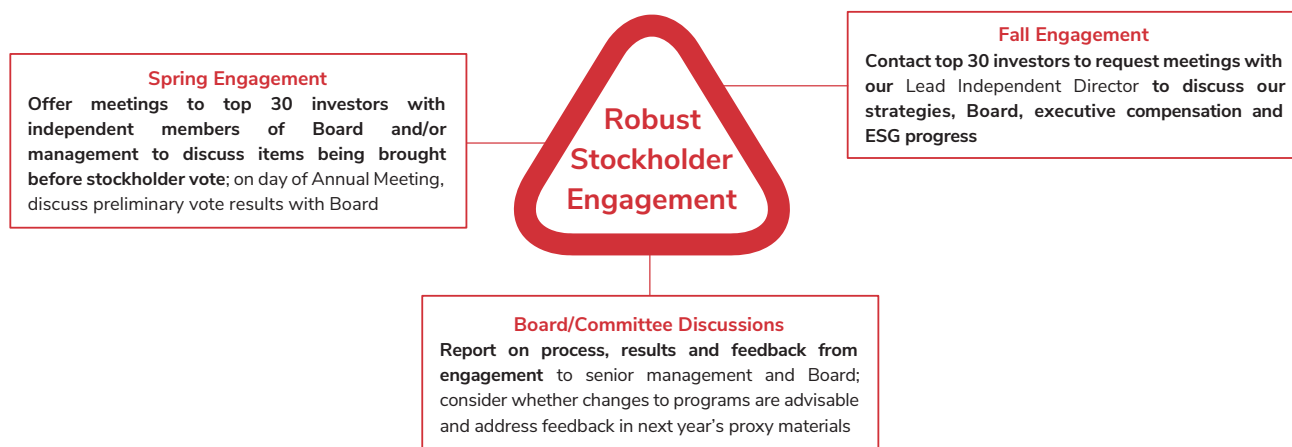 Spring Engagement
Offer meetings to top 30 investors with
independent members of Board and/or
management to discuss items being brought
before stockholder vote; on day of Annual Meeting,
discuss preliminary vote results with Board
Robust
Stockholder
Engagement
Fall Engagement
Contact top 30 investors to request meetings with
our Lead Independent Director to discuss our
strategies, Board, executive compensation and
ESG progress
Board/Committee Discussions
Report on process, results and feedback from
engagement to senior management and Board;
consider whether changes to programs are advisable
and address feedback in next year's proxy materials